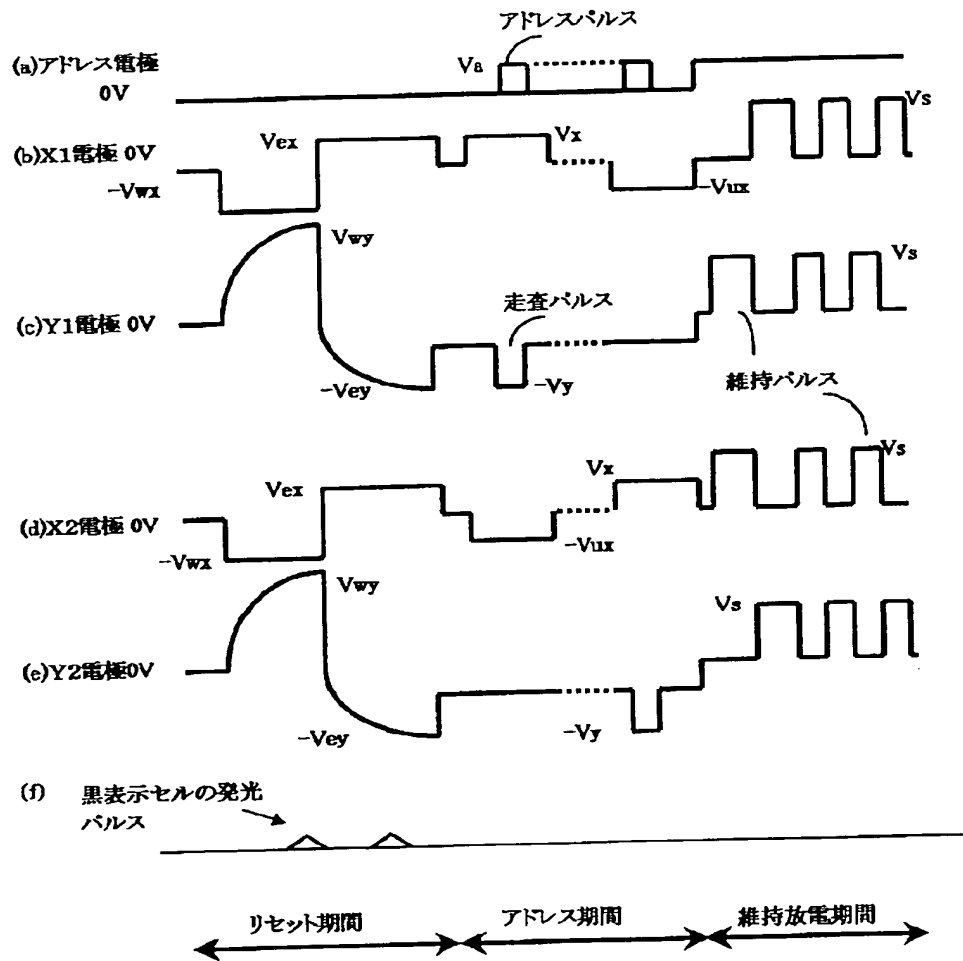 アドレスパルス
(a)アドレス電極
0V
Va
(b)X1電極 0V
Vex
Vx
Vs
-Vwx
-Vux
(c)Y1電極 0V
Vwy
Vs
走査パルス
-Vey
-Vy
維持パルス
(d)X2電極 0V
Vex
Vx
Vs
-Vwx
-Vux
(e)Y2電極0V
Vwy
Vs
-Vey
-Vy
(f) 黒表示セルの発光
パルス
リセット期間
アドレス期間
維持放電期間